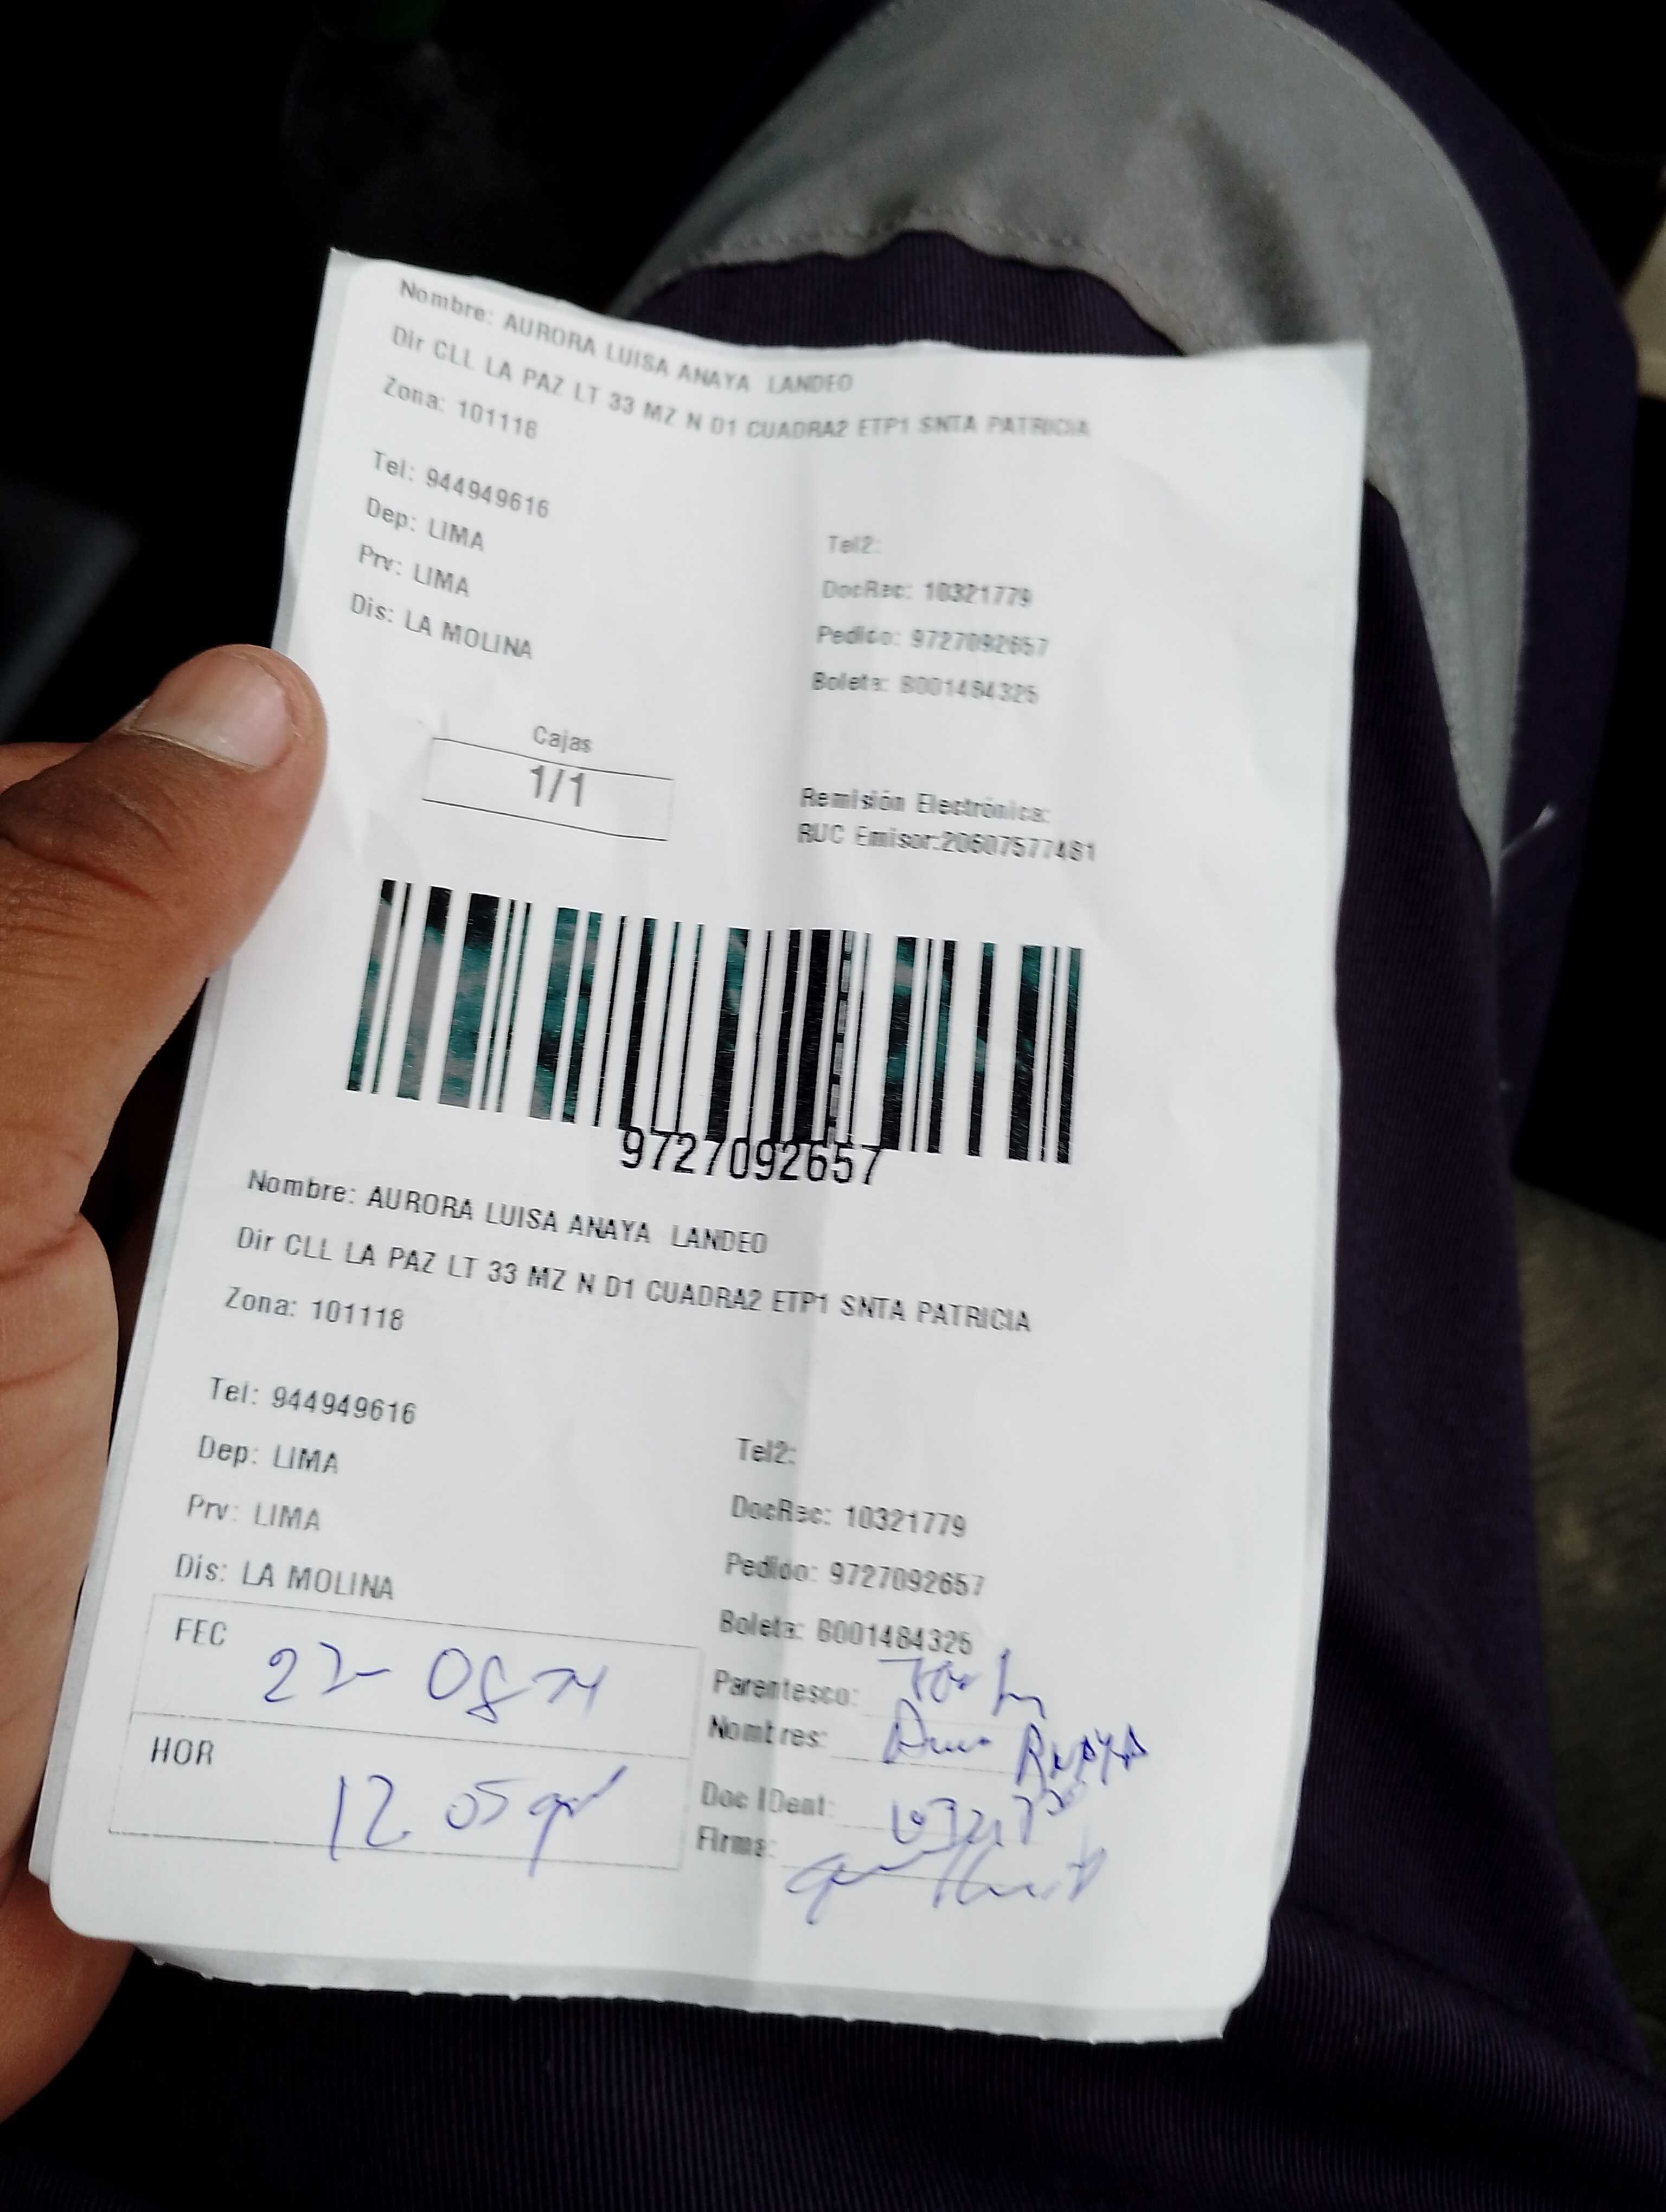 Nombre: AURORA LUISA ANAYA LANDEO
Dir CLL LA PAZ LT 33 MZ N D1 CUADRA2 ETP1 SNTA PATRICIA
Zona: 101118
Tel: 944949616
Tel2:
Dep: LIMA
DocRec: 10321779
Prv: LIMA
Pedido: 9727092657
Dis: LA MOLINA
Boleta: B001484325
Cajas
1/1
Remisión Electrónica:
RUC Emisor:20607577481
9727092657
Nombre: AURORA LUISA ANAYA LANDEO
Dir CLL LA PAZ LT 33 MZ N D1 CUADRA2 ETP1 SNTA PATRICIA
Zona: 101118
Tel: 944949616
Tel2:
Dep: LIMA
DocRec: 10321779
Prv: LIMA
Pedido: 9727092657
Dis: LA MOLINA
Boleta: B001484325
FEC
Parentesco:
Nombres: ANAYA
HOR 12 05
Doc IDent:
Firma: